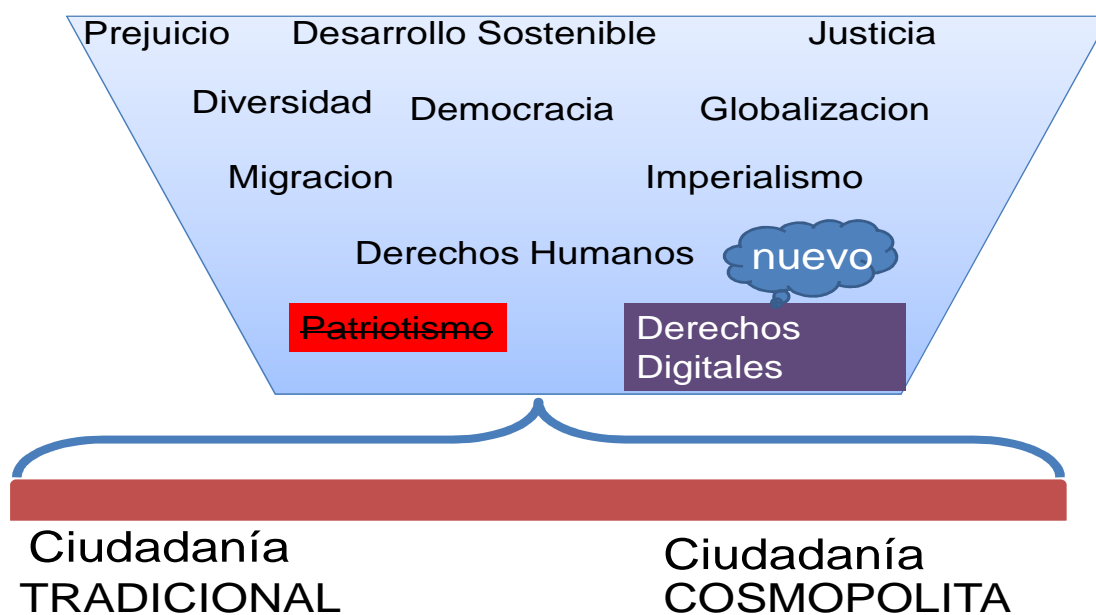 Prejuicio Desarrollo Sostenible Justicia
Diversidad Democracia Globalizacion
Migracion Imperialismo
Derechos Humanos nuevo
Patriotismo Derechos
Digitales
Ciudadanía
TRADICIONAL
Ciudadanía
COSMOPOLITA